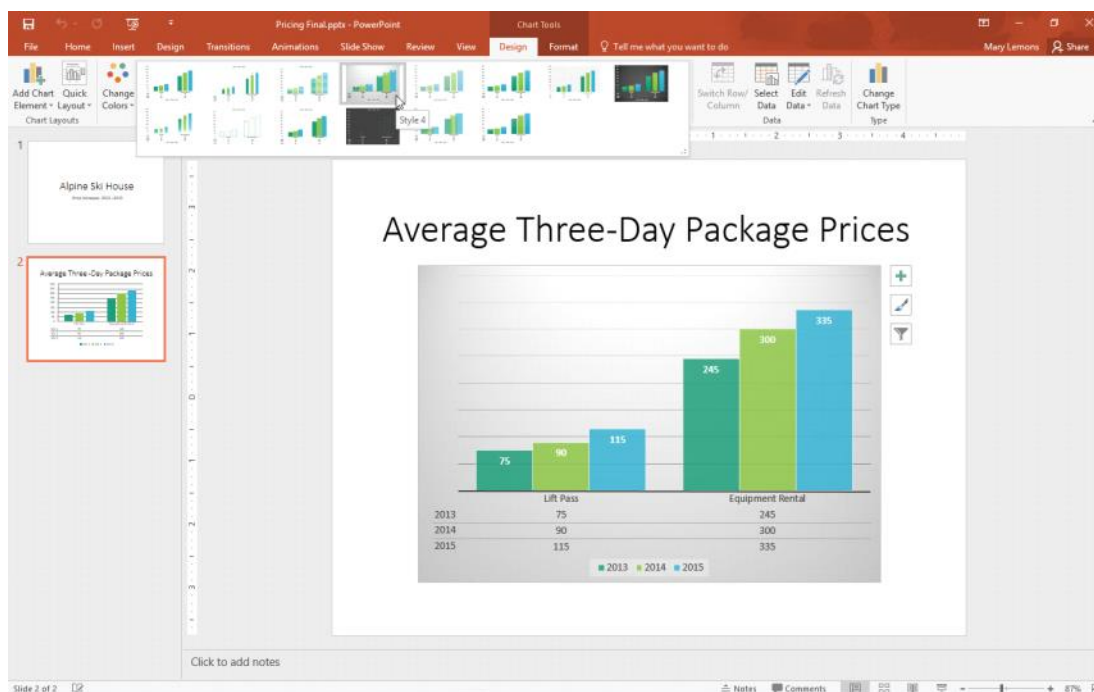 Pricing Final.pptx - PowerPoint
Chart Tools
File Home Insert Design Transitions Animations Slide Show Review View Design Format Tell me what you want to do Mary Lemons Share
Add Chart Element Quick Layout Change Colors
Chart Layouts
Style 4
Switch Row/ Column Select Data Edit Data Refresh Data Change Chart Type
Data Type
1
Alpine Ski House
2
Average Three-Day Package Prices
Average Three-Day Package Prices
335
300
245
115
90
75
Lift Pass Equipment Rental
2013 75 245
2014 90 300
2015 115 335
2013 2014 2015
Click to add notes
Slide 2 of 2 Notes Comments 87%